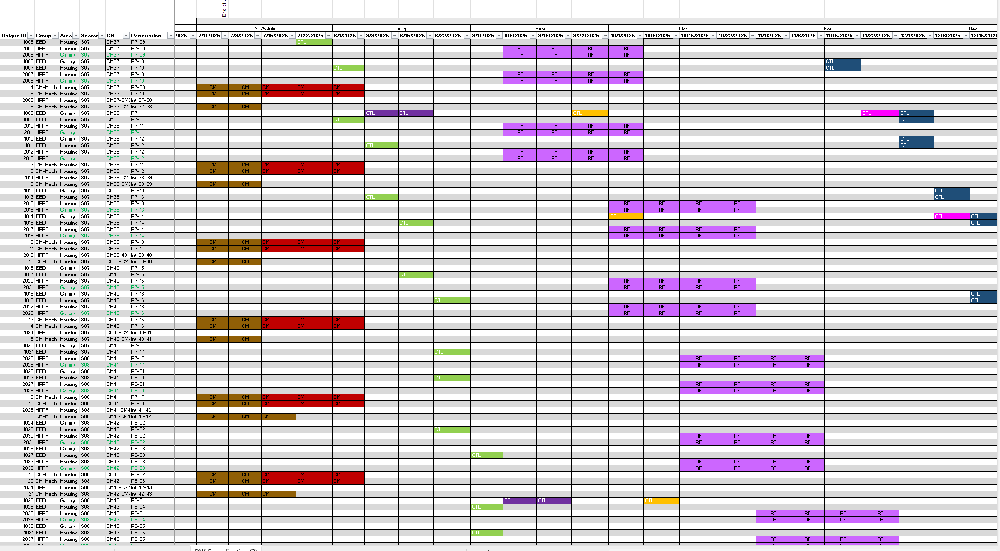 End of
2025 July Aug Sept Oct Nov Dec
Unique ID Group Area Sector CM Penetration 2025 7/1/2025 7/8/2025 7/15/2025 7/22/2025 8/1/2025 8/8/2025 8/15/2025 8/22/2025 9/1/2025 9/8/2025 9/15/2025 9/22/2025 10/1/2025 10/8/2025 10/15/2025 10/22/2025 11/1/2025 11/8/2025 11/15/2025 11/22/2025 12/1/2025 12/8/2025 12/15/2025
1005 EED Housing S07 CM37 P7-09 CTL
2005 HPRF Housing S07 CM37 P7-09 RF RF RF RF
2006 HPRF Gallery S07 CM37 P7-09 RF RF RF RF
1006 EED Gallery S07 CM37 P7-10 CTL
1007 EED Housing S07 CM37 P7-10 CTL CTL
2007 HPRF Housing S07 CM37 P7-10 RF RF RF RF
2008 HPRF Gallery S07 CM37 P7-10 RF RF RF RF
4 CM-Mech Housing S07 CM37 P7-09 CM CM CM CM CM
5 CM-Mech Housing S07 CM37 P7-10 CM CM CM CM CM
2009 HPRF Housing S07 CM37-CM3 Int: 37-38
6 CM-Mech Housing S07 CM37-CM3 Int: 37-38 CM CM
1008 EED Gallery S07 CM38 P7-11 CTL CTL CTL CTL CTL
1009 EED Housing S07 CM38 P7-11 CTL CTL
2010 HPRF Housing S07 CM38 P7-11 RF RF RF RF
2011 HPRF Gallery CM38 P7-11 RF RF RF RF
1010 EED Gallery S07 CM38 P7-12 CTL
1011 EED Housing S07 CM38 P7-12 CTL CTL
2012 HPRF Housing S07 CM38 P7-12 RF RF RF RF
2013 HPRF Gallery CM38 P7-12 RF RF RF RF
7 CM-Mech Housing S07 CM38 P7-11 CM CM CM CM CM
8 CM-Mech Housing S07 CM38 P7-12 CM CM CM CM CM
2014 HPRF Housing S07 CM38-CM3 Int: 38-39
9 CM-Mech Housing S07 CM38-CM3 Int: 38-39 CM CM
1012 EED Gallery S07 CM39 P7-13 CTL
1013 EED Housing S07 CM39 P7-13 CTL CTL
2015 HPRF Housing S07 CM39 P7-13 RF RF RF RF
2016 HPRF Gallery S07 CM39 P7-13 RF RF RF RF
1014 EED Gallery S07 CM39 P7-14 CTL CTL CTL
1015 EED Housing S07 CM39 P7-14 CTL CTL
2017 HPRF Housing S07 CM39 P7-14 RF RF RF RF
2018 HPRF Gallery S07 CM39 P7-14 RF RF RF RF
10 CM-Mech Housing S07 CM39 P7-13 CM CM CM CM CM
11 CM-Mech Housing S07 CM39 P7-14 CM CM CM CM CM
2019 HPRF Housing S07 CM39-40 Int: 39-40
12 CM-Mech Housing S07 CM39-CM4 Int: 39-40 CM CM
1016 EED Gallery S07 CM40 P7-15
1017 EED Housing S07 CM40 P7-15 CTL
2020 HPRF Housing S07 CM40 P7-15 RF RF RF RF
2021 HPRF Gallery S07 CM40 P7-15 RF RF RF RF
1018 EED Gallery S07 CM40 P7-16 CTL
1019 EED Housing S07 CM40 P7-16 CTL CTL
2022 HPRF Housing S07 CM40 P7-16 RF RF RF RF
2023 HPRF Gallery S07 CM40 P7-16 RF RF RF RF
13 CM-Mech Housing S07 CM40 P7-15 CM CM CM CM CM
14 CM-Mech Housing S07 CM40 P7-16 CM CM CM CM CM
2024 HPRF Housing S07 CM40-CM4 Int: 40-41
15 CM-Mech Housing S07 CM40-CM4 Int: 40-41 CM CM
1020 EED Gallery S07 CM41 P7-17
1021 EED Housing S07 CM41 P7-17 CTL
2025 HPRF Housing S08 CM41 P7-17 RF RF RF RF
2026 HPRF Gallery S08 CM41 P7-17 RF RF RF RF
1022 EED Gallery S08 CM41 P8-01
1023 EED Housing S08 CM41 P8-01 CTL
2027 HPRF Housing S08 CM41 P8-01 RF RF RF RF
2028 HPRF Gallery S08 CM41 P8-01 RF RF RF RF
16 CM-Mech Housing S08 CM41 P7-17 CM CM CM CM CM
17 CM-Mech Housing S08 CM41 P8-01 CM CM CM CM CM
2029 HPRF Housing S08 CM41-CM4 Int: 41-42
18 CM-Mech Housing S08 CM41-CM4 Int: 41-42 CM CM CM
1024 EED Gallery S08 CM42 P8-02
1025 EED Housing S08 CM42 P8-02 CTL
2030 HPRF Housing S08 CM42 P8-02 RF RF RF RF
2031 HPRF Gallery S08 CM42 P8-02 RF RF RF RF
1026 EED Gallery S08 CM42 P8-03
1027 EED Housing S08 CM42 P8-03 CTL
2032 HPRF Housing S08 CM42 P8-03 RF RF RF RF
2033 HPRF Gallery S08 CM42 P8-03 RF RF RF RF
19 CM-Mech Housing S08 CM42 P8-02 CM CM CM CM CM
20 CM-Mech Housing S08 CM42 P8-03 CM CM CM CM CM
2034 HPRF Housing S08 CM42-CM4 Int: 42-43
21 CM-Mech Housing S08 CM42-CM4 Int: 42-43 CM CM CM
1028 EED Gallery S08 CM43 P8-04 CTL CTL CTL
1029 EED Housing S08 CM43 P8-04 CTL
2035 HPRF Housing S08 CM43 P8-04 RF RF RF RF
2036 HPRF Gallery S08 CM43 P8-04 RF RF RF RF
1030 EED Gallery S08 CM43 P8-05
1031 EED Housing S08 CM43 P8-05 CTL
2037 HPRF Housing S08 CM43 P8-05 RF RF RF RF
2038 HPRF Gallery S08 CM43 P8-05 RF RF RF RF
DW Consolidation (3)